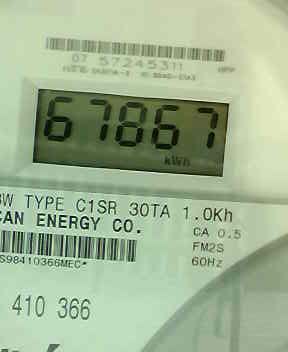 07 57245311
67867
kWh
3W TYPE C1SR 30TA 1.0Kh
CAN ENERGY CO.
CA 0.5
FM2S
S98410366MEC*
60Hz
410 366